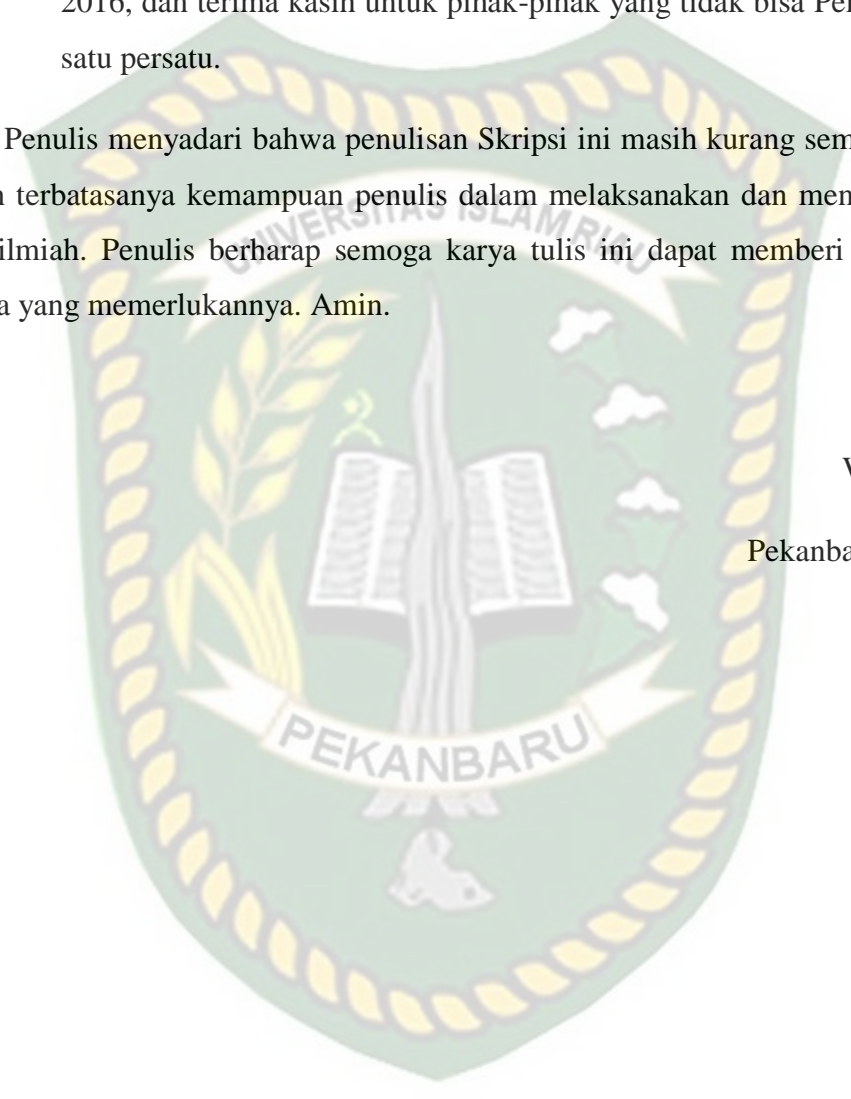 2016, dan terima kasih untuk pihak-pihak yang tidak bisa
satu persatu.
Penulis menyadari bahwa penulisan Skripsi ini masih kurang sem
terbatasanya kemampuan penulis dalam melaksanakan dan men
ilmiah. Penulis berharap semoga karya tulis ini dapat memberi
a yang memerlukannya. Amin.
UNIVERSITAS ISLAM RIAU
Pekanba
PEKANBARU